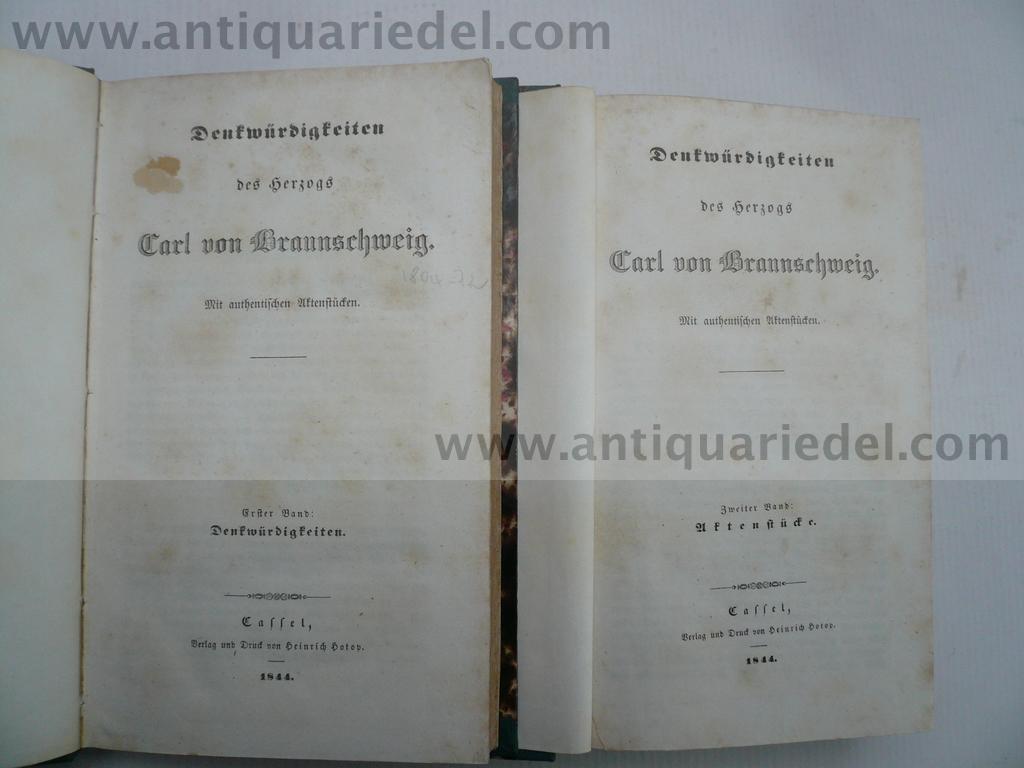 www.antiquariedel.com
Denkwürdigkeiten
des Herzogs
Carl von Braunschweig.
1804-72
Mit authentischen Aktenstücken.
Erster Band:
Denkwürdigkeiten.
Cassel,
Verlag und Druck von Heinrich Hotop.
1844.
Denkwürdigkeiten
des Herzogs
Carl von Braunschweig.
Mit authentischen Aktenstücken.
www.antiquariedel.com
Zweiter Band:
Aktenstücke.
Cassel,
Verlag und Druck von Heinrich Hotop.
1844.